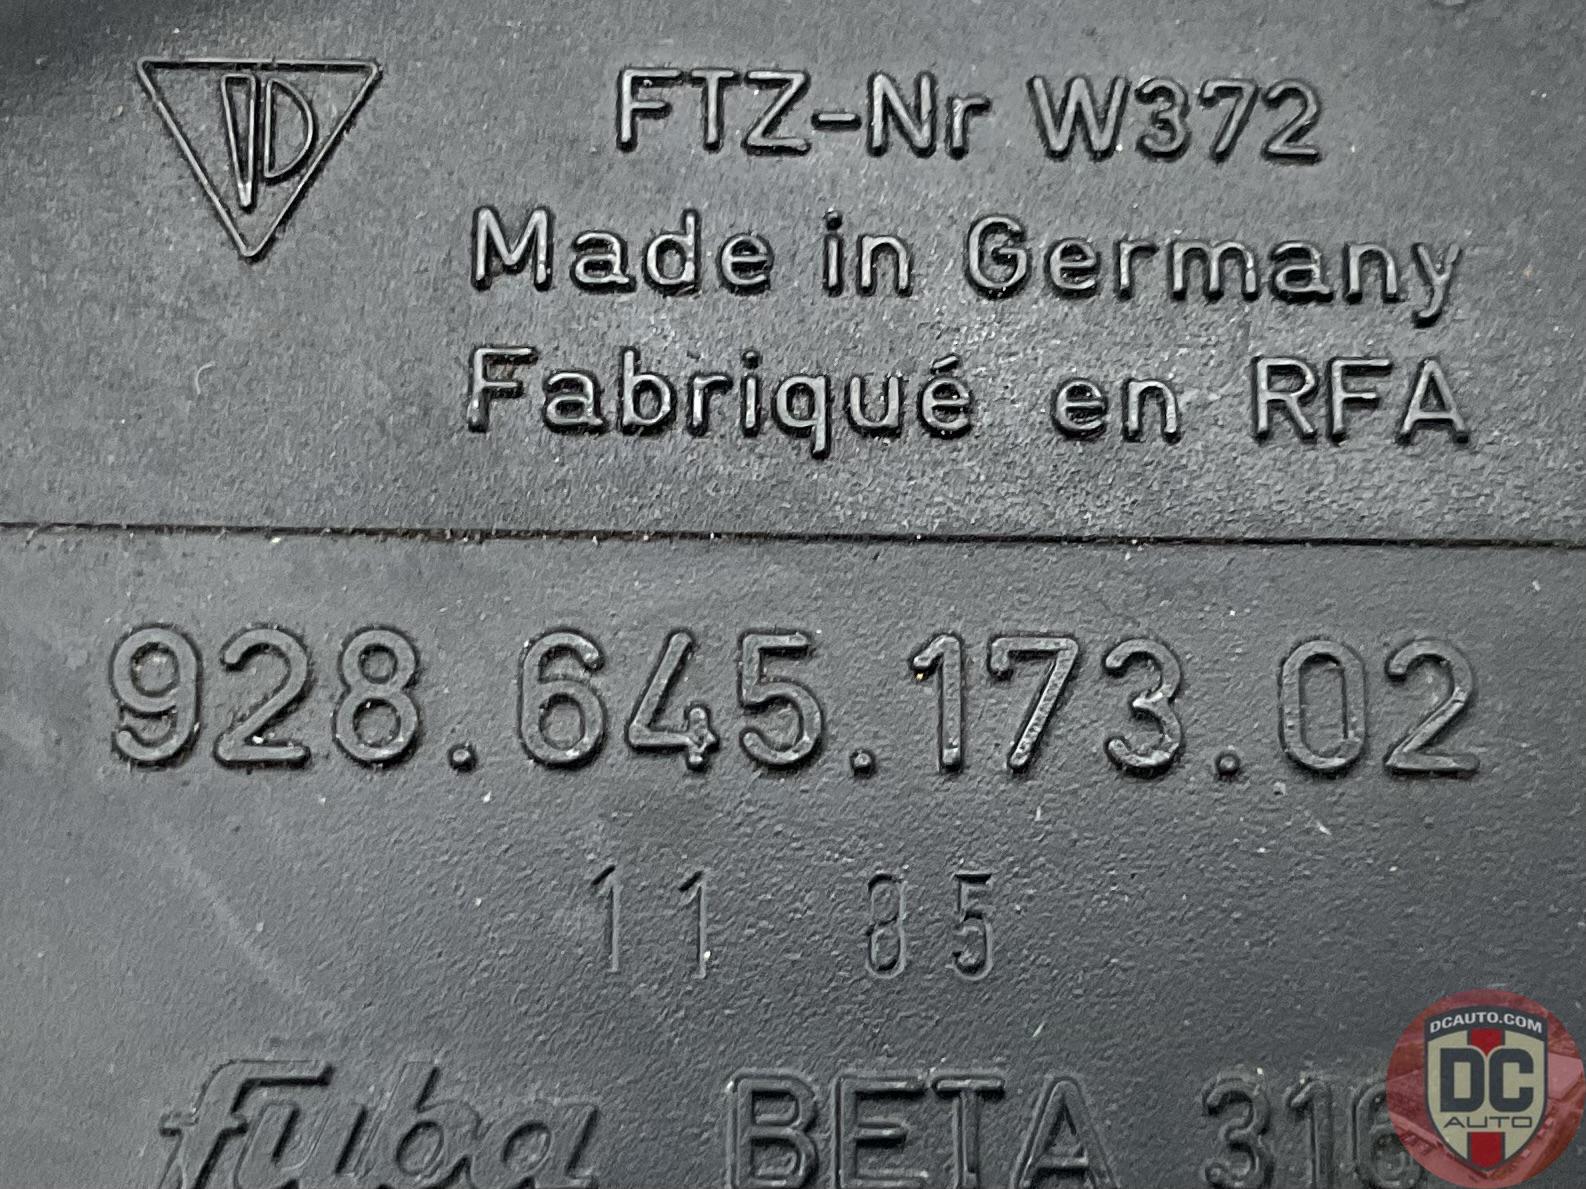 FTZ-Nr W372
Made in Germany
Fabriqué en RFA
928.645.173.02
11 85
fuba BETA 316
DCAUTO.COM
DC
AUTO